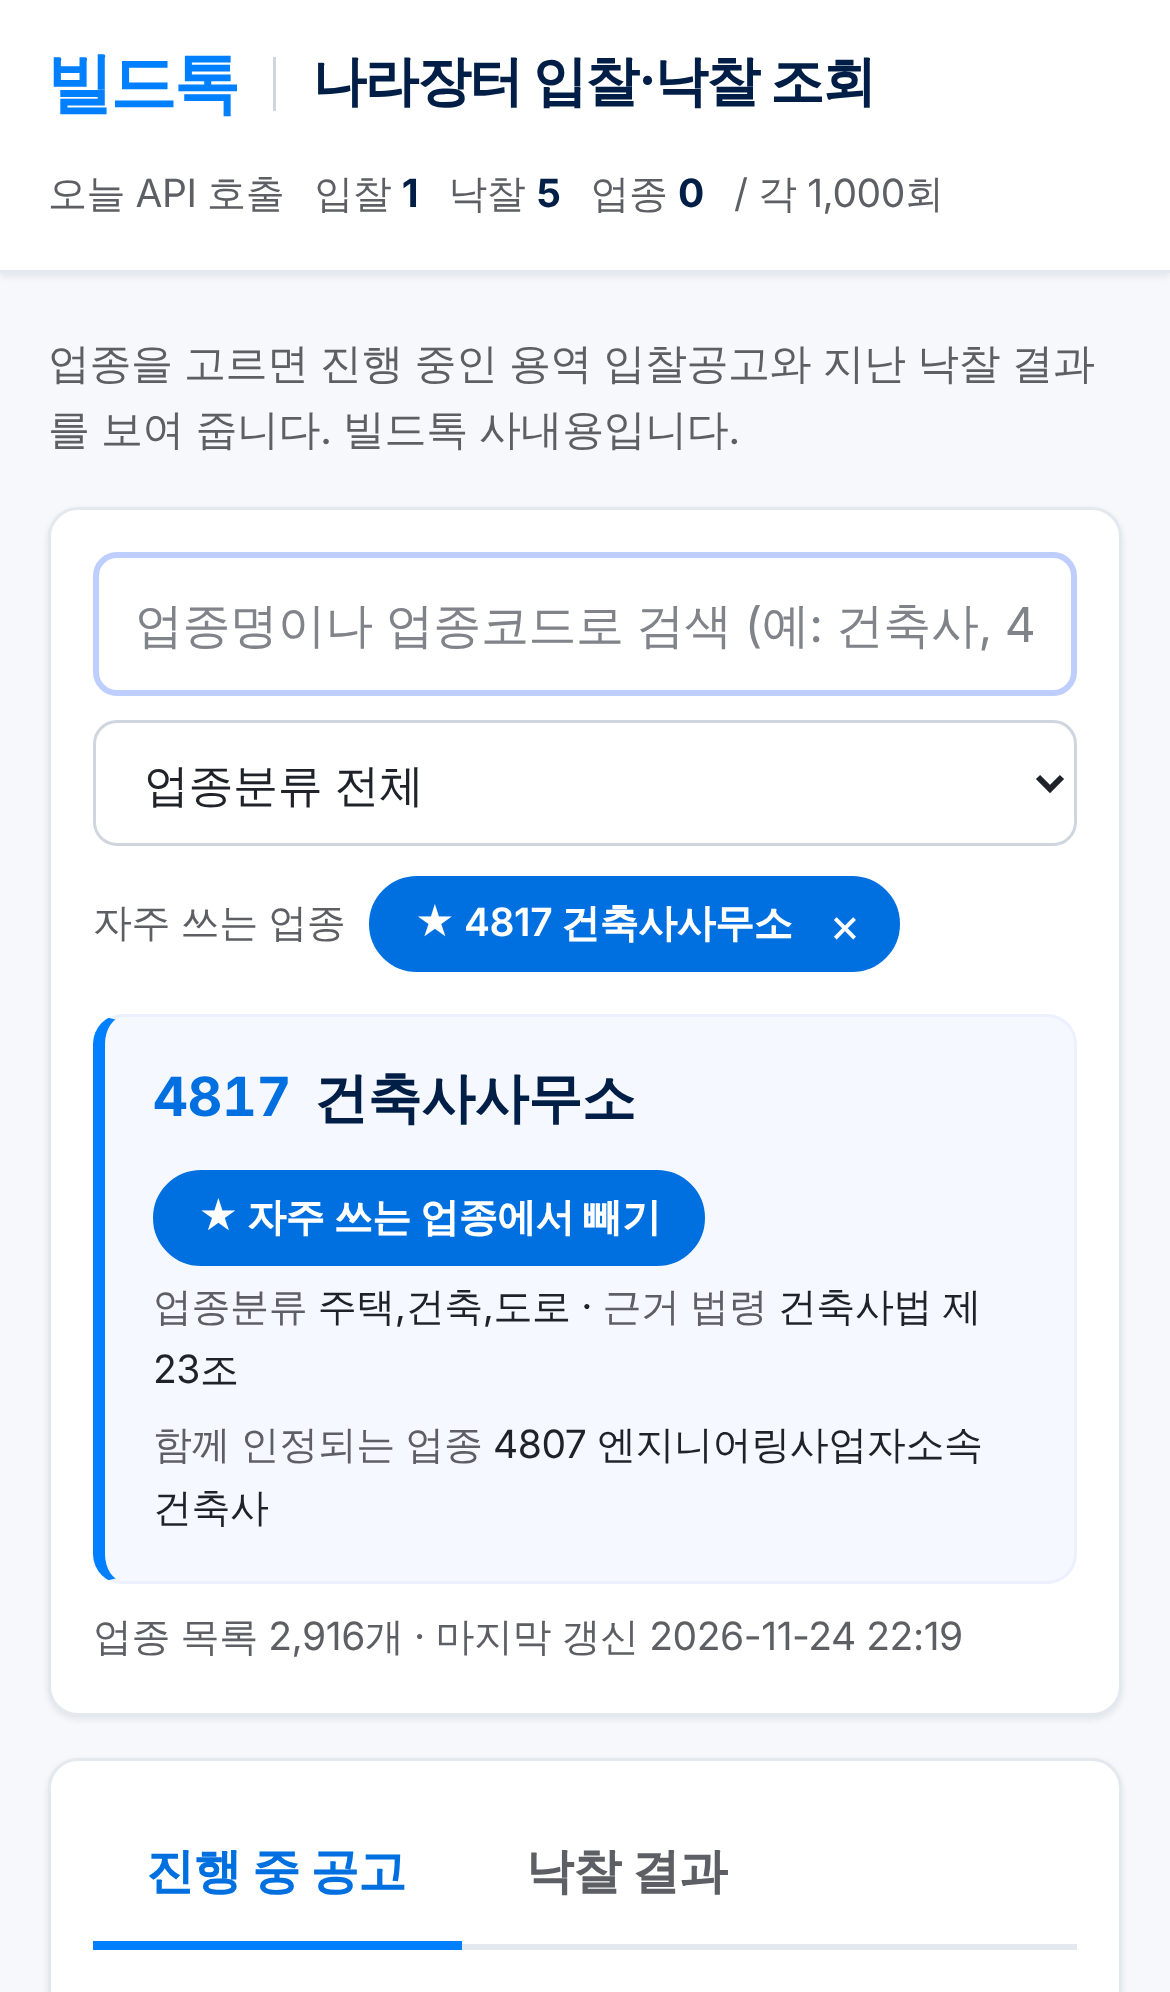 빌드톡 나라장터 입찰·낙찰 조회
오늘 API 호출 입찰 1 낙찰 5 업종 0 / 각 1,000회
업종을 고르면 진행 중인 용역 입찰공고와 지난 낙찰 결과
를 보여 줍니다. 빌드톡 사내용입니다.
업종명이나 업종코드로 검색 (예: 건축사, 4
업종분류 전체
자주 쓰는 업종 ★ 4817 건축사사무소 ×
4817 건축사사무소
★ 자주 쓰는 업종에서 빼기
업종분류 주택,건축,도로 · 근거 법령 건축사법 제
23조
함께 인정되는 업종 4807 엔지니어링사업자소속
건축사
업종 목록 2,916개 · 마지막 갱신 2026-11-24 22:19
진행 중 공고 낙찰 결과